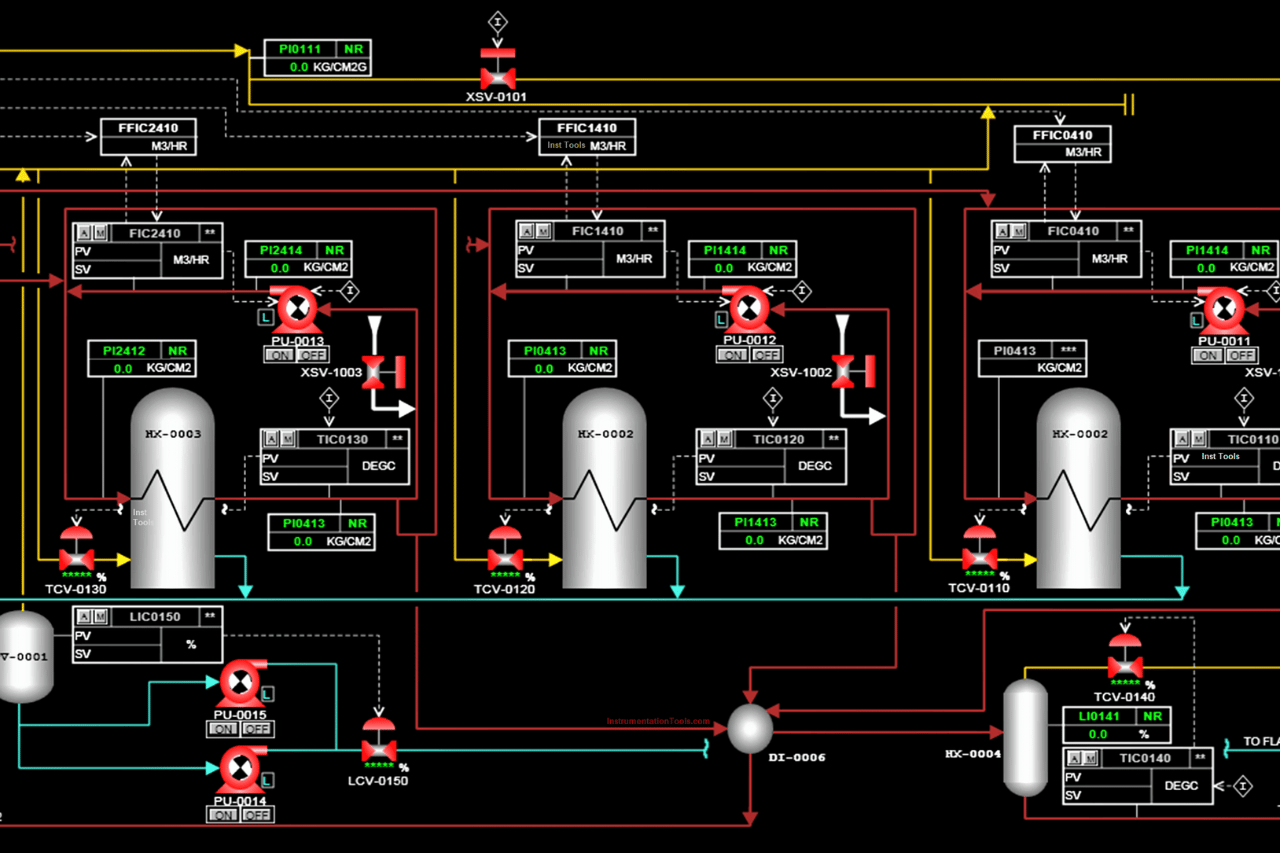 PI0111 NR
0.0 KG/CM2G
I
XSV-0101
FFIC2410
M3/HR
FFIC1410
Inst Tools M3/HR
FFIC0410
M3/HR
A M FIC2410 **
PV
SV
M3/HR
PI2414 NR
0.0 KG/CM2
I
L
PU-0013
ON OFF
XSV-1003
PI2412 NR
0.0 KG/CM2
HX-0003
I
A M TIC0130 **
PV
SV
DEGC
Inst
Tools
PI0413 NR
0.0 KG/CM2
***** %
TCV-0130
A M FIC1410 **
PV
SV
M3/HR
PI1414 NR
0.0 KG/CM2
I
L
PU-0012
ON OFF
XSV-1002
PI0413 NR
0.0 KG/CM2
HX-0002
I
A M TIC0120 **
PV
SV
DEGC
PI1413 NR
0.0 KG/CM2
***** %
TCV-0120
A M FIC0410 **
PV
SV
M3/HR
PI1414 NR
0.0 KG/CM2
I
L
PU-0011
ON OFF
XSV-1
PI0413 ***
KG/CM2
HX-0002
I
A M TIC0110
PV Inst Tools
SV
D
PI0413 NR
0.0 KG/CM2
***** %
TCV-0110
V-0001
A M LIC0150 **
PV
SV
%
L
PU-0015
ON OFF
L
PU-0014
ON OFF
***** %
LCV-0150
InstrumentationTools.com
DI-0006
HX-0004
***** %
TCV-0140
LI0141 NR
0.0 %
A M TIC0140 **
PV
SV
DEGC
I
TO FLA